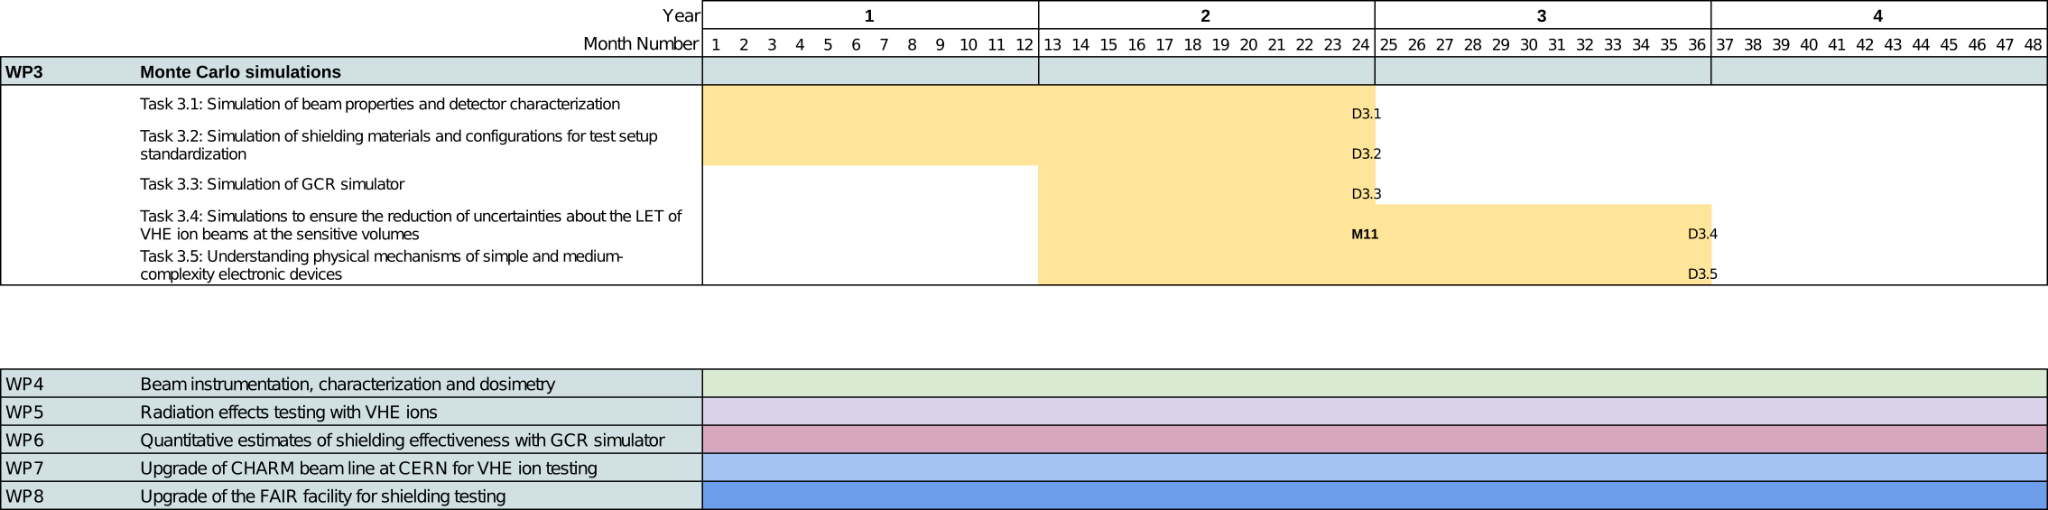 Year 1 2 3 4
Month Number 1 2 3 4 5 6 7 8 9 10 11 12 13 14 15 16 17 18 19 20 21 22 23 24 25 26 27 28 29 30 31 32 33 34 35 36 37 38 39 40 41 42 43 44 45 46 47 48
WP3 Monte Carlo simulations
Task 3.1: Simulation of beam properties and detector characterization
D3.1
Task 3.2: Simulation of shielding materials and configurations for test setup
standardization
D3.2
Task 3.3: Simulation of GCR simulator
D3.3
Task 3.4: Simulations to ensure the reduction of uncertainties about the LET of
VHE ion beams at the sensitive volumes
M11 D3.4
Task 3.5: Understanding physical mechanisms of simple and medium-
complexity electronic devices
D3.5
WP4 Beam instrumentation, characterization and dosimetry
WP5 Radiation effects testing with VHE ions
WP6 Quantitative estimates of shielding effectiveness with GCR simulator
WP7 Upgrade of CHARM beam line at CERN for VHE ion testing
WP8 Upgrade of the FAIR facility for shielding testing